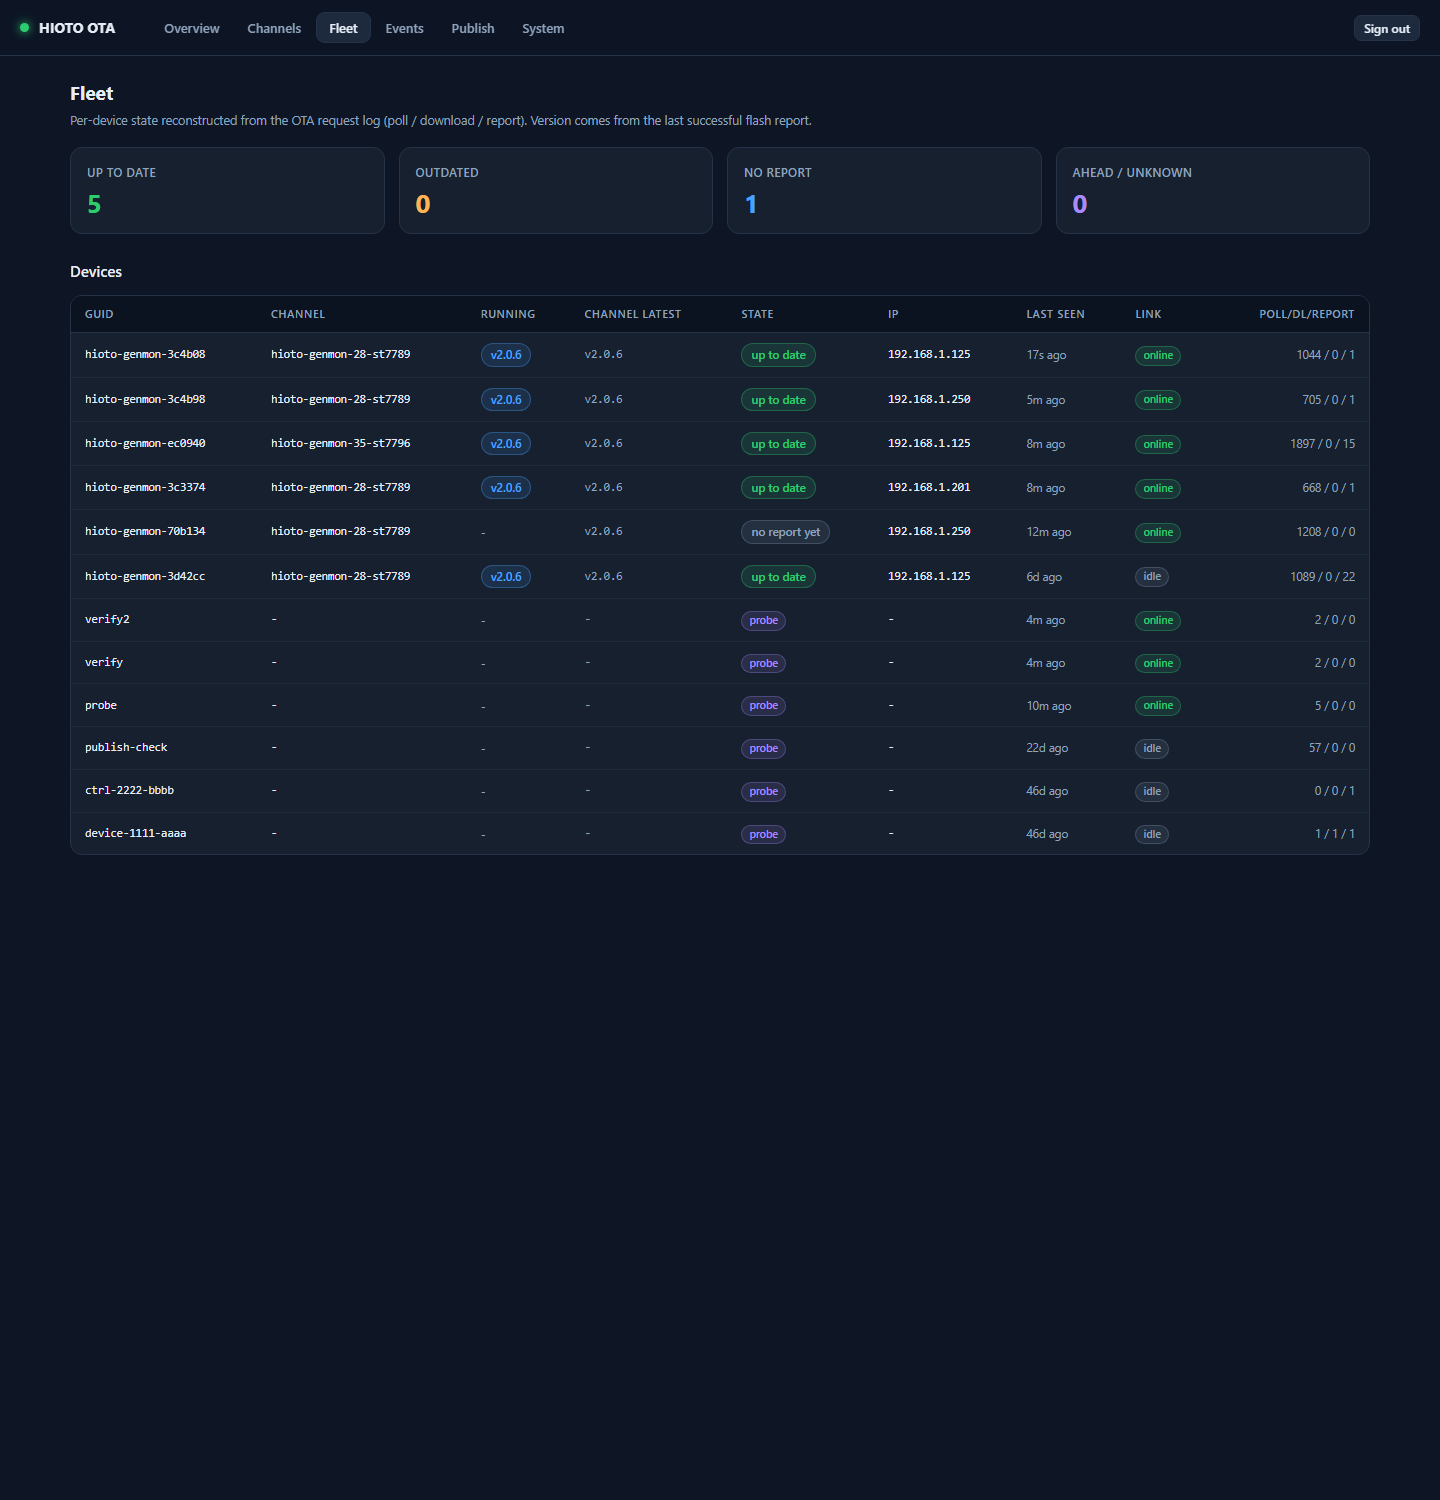 HIOTO OTA Overview Channels Fleet Events Publish System Sign out
Fleet
Per-device state reconstructed from the OTA request log (poll / download / report). Version comes from the last successful flash report.
UP TO DATE OUTDATED NO REPORT AHEAD / UNKNOWN
5 0 1 0
Devices
GUID CHANNEL RUNNING CHANNEL LATEST STATE IP LAST SEEN LINK POLL/DL/REPORT
hioto-genmon-3c4b08 hioto-genmon-28-st7789 v2.0.6 v2.0.6 up to date 192.168.1.125 17s ago online 1044 / 0 / 1
hioto-genmon-3c4b98 hioto-genmon-28-st7789 v2.0.6 v2.0.6 up to date 192.168.1.250 5m ago online 705 / 0 / 1
hioto-genmon-ec0940 hioto-genmon-35-st7796 v2.0.6 v2.0.6 up to date 192.168.1.125 8m ago online 1897 / 0 / 15
hioto-genmon-3c3374 hioto-genmon-28-st7789 v2.0.6 v2.0.6 up to date 192.168.1.201 8m ago online 668 / 0 / 1
hioto-genmon-70b134 hioto-genmon-28-st7789 - v2.0.6 no report yet 192.168.1.250 12m ago online 1208 / 0 / 0
hioto-genmon-3d42cc hioto-genmon-28-st7789 v2.0.6 v2.0.6 up to date 192.168.1.125 6d ago idle 1089 / 0 / 22
verify2 - - - probe - 4m ago online 2 / 0 / 0
verify - - - probe - 4m ago online 2 / 0 / 0
probe - - - probe - 10m ago online 5 / 0 / 0
publish-check - - - probe - 22d ago idle 57 / 0 / 0
ctrl-2222-bbbb - - - probe - 46d ago idle 0 / 0 / 1
device-1111-aaaa - - - probe - 46d ago idle 1 / 1 / 1